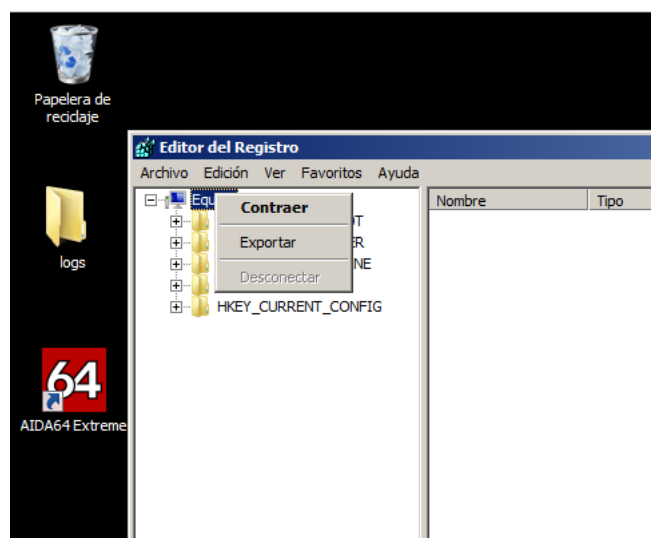 Papelera de
reciclaje
logs
64
AIDA64 Extreme
Editor del Registro
Archivo Edición Ver Favoritos Ayuda
Nombre Tipo
Contraer
Exportar
Desconectar
HKEY_CURRENT_CONFIG